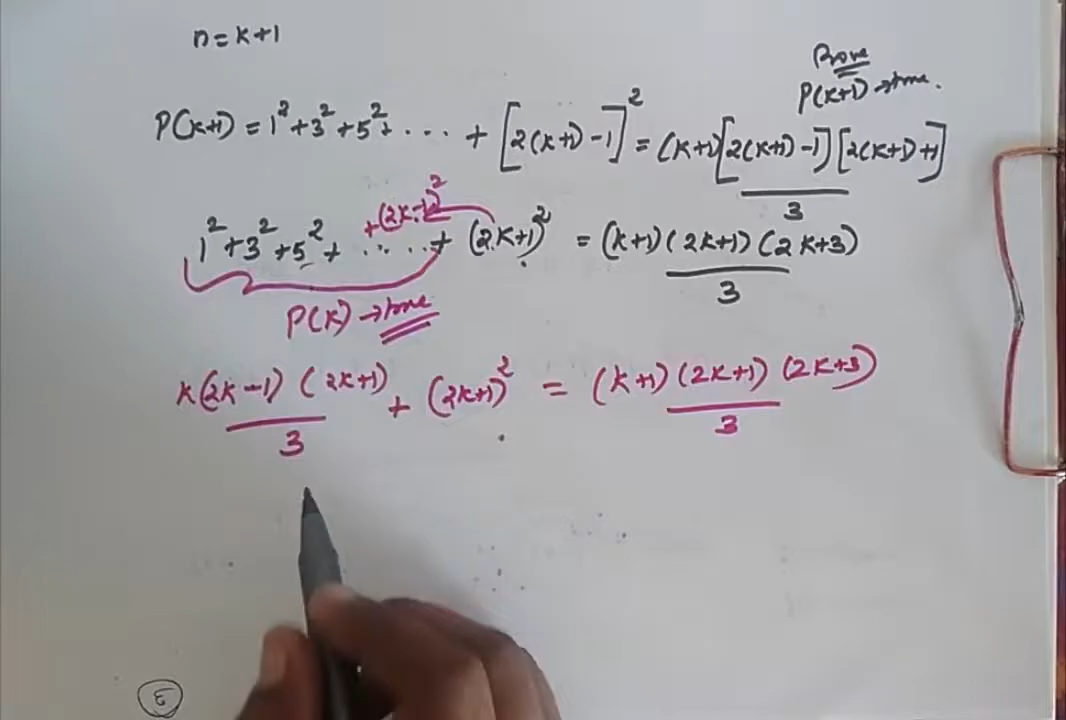 n=k+1
Prove
P(k+1) → true.
P(k+1) = 1² + 3² + 5² + ... + [2(k+1)-1]² = (k+1)[2(k+1)-1][2(k+1)+1]
3
+(2k-1)²
1² + 3² + 5² + ..... + (2k+1)² = (k+1)(2k+1)(2k+3)
3
P(k) → true
k(2k-1)(2k+1) + (2k+1)² = (k+1)(2k+1)(2k+3)
3 3